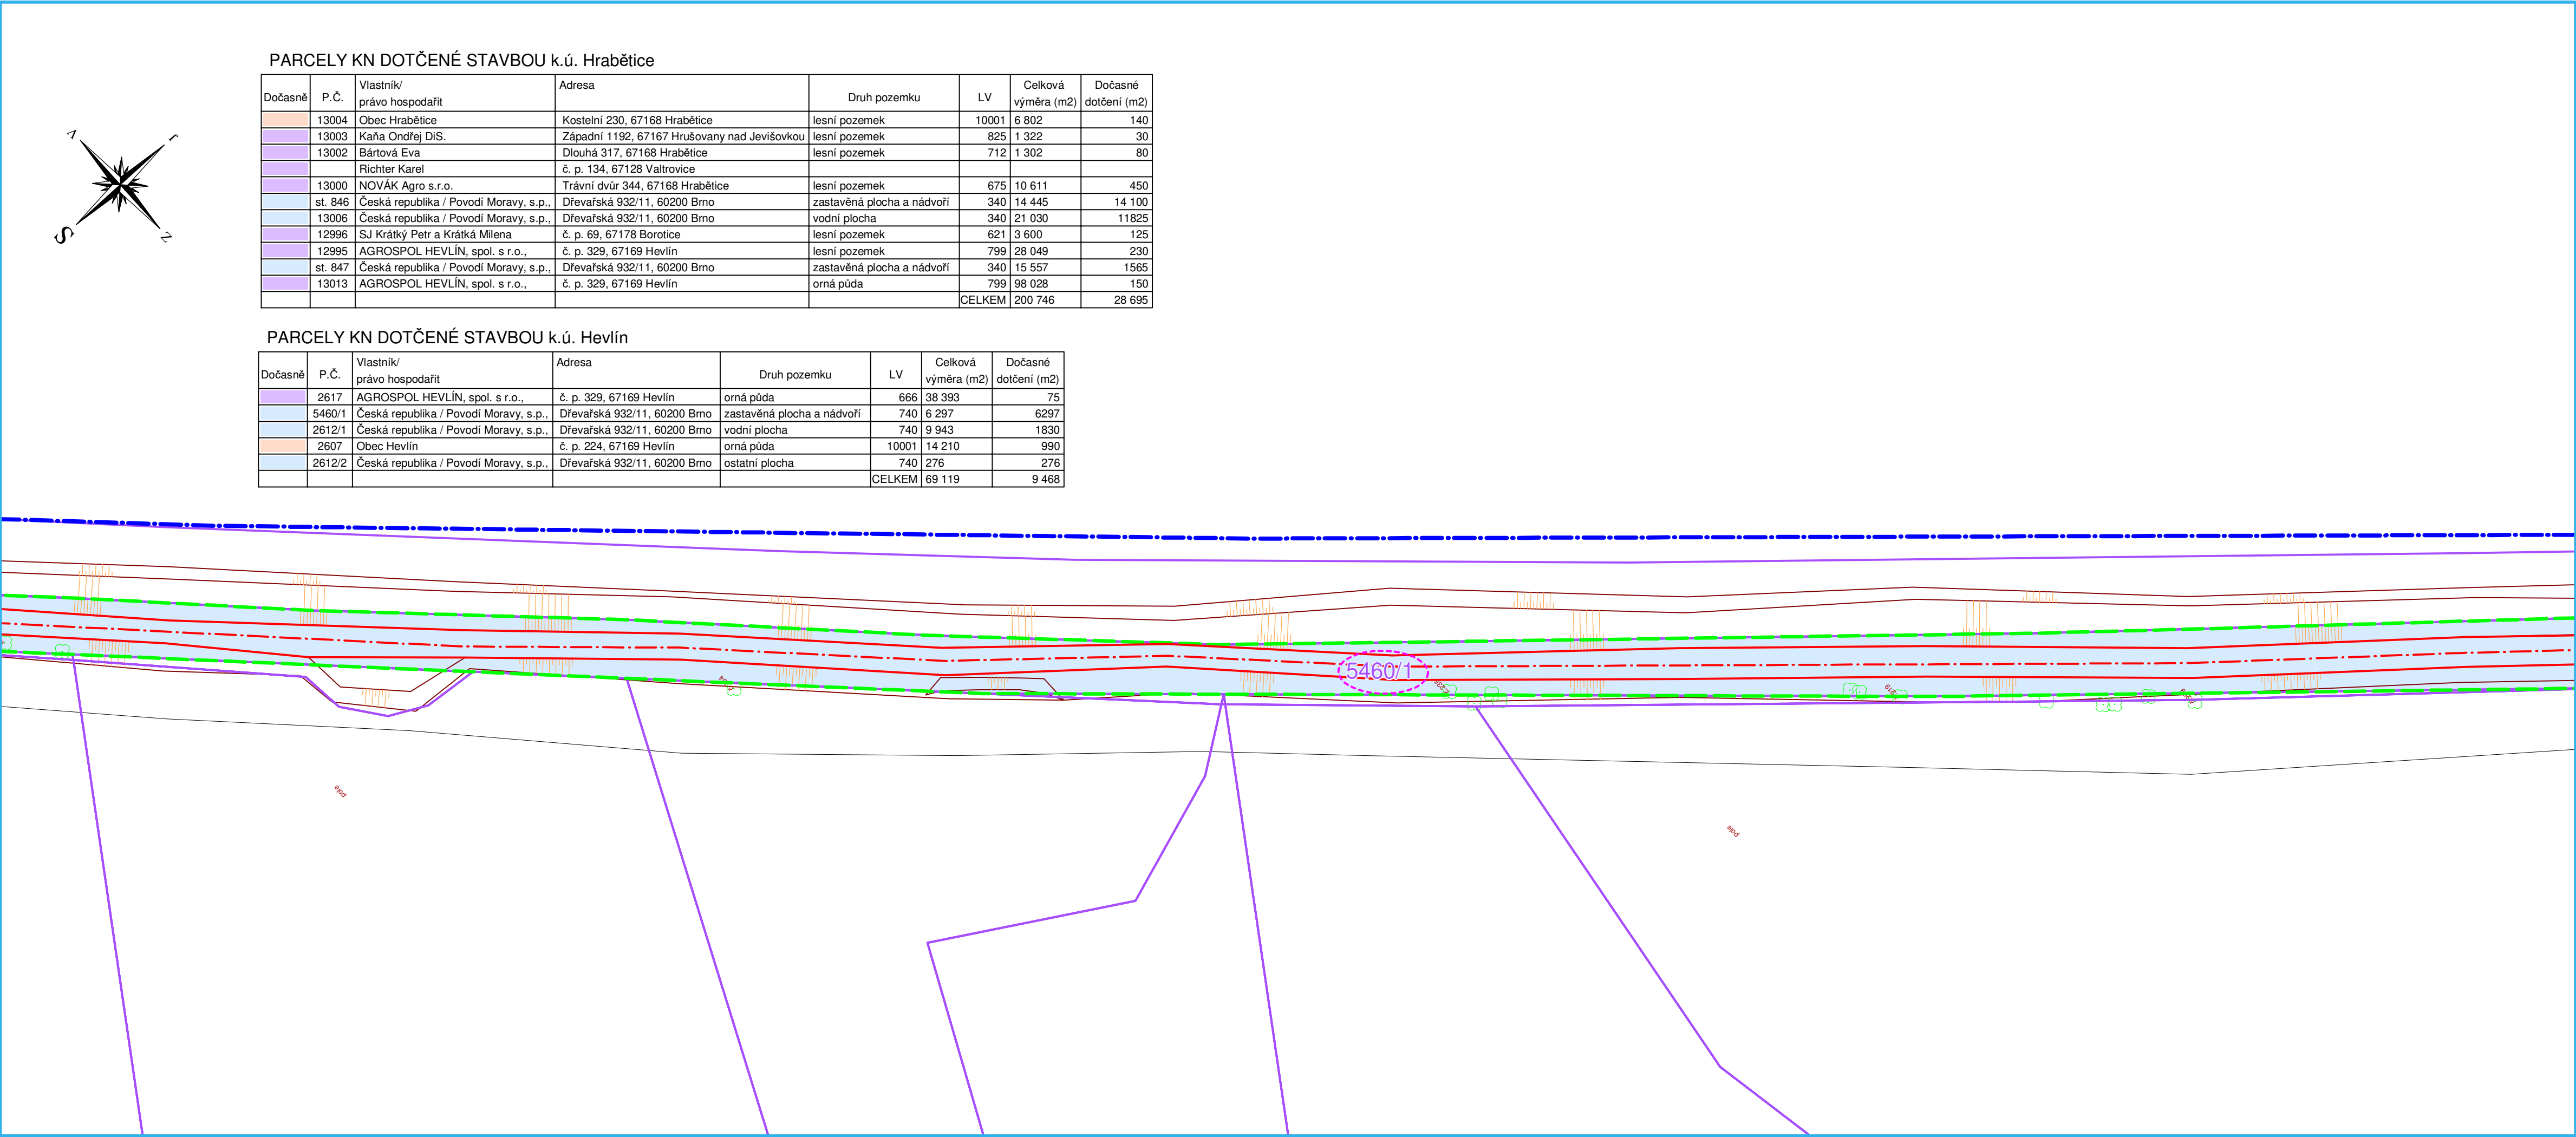 PARCELY KN DOTČENÉ STAVBOU k.ú. Hrabětice
Dočasně P.Č. Vlastník/ právo hospodařit Adresa Druh pozemku LV Celková výměra (m2) Dočasné dotčení (m2)
13004 Obec Hrabětice Kostelní 230, 67168 Hrabětice lesní pozemek 10001 6 802 140
13003 Kaňa Ondřej DiS. Západní 1192, 67167 Hrušovany nad Jevišovkou lesní pozemek 825 1 322 30
13002 Bártová Eva Dlouhá 317, 67168 Hrabětice lesní pozemek 712 1 302 80
Richter Karel č. p. 134, 67128 Valtrovice
13000 NOVÁK Agro s.r.o. Trávní dvůr 344, 67168 Hrabětice lesní pozemek 675 10 611 450
st. 846 Česká republika / Povodí Moravy, s.p., Dřevařská 932/11, 60200 Brno zastavěná plocha a nádvoří 340 14 445 14 100
13006 Česká republika / Povodí Moravy, s.p., Dřevařská 932/11, 60200 Brno vodní plocha 340 21 030 11825
12996 SJ Krátký Petr a Krátká Milena č. p. 69, 67178 Borotice lesní pozemek 621 3 600 125
12995 AGROSPOL HEVLÍN, spol. s r.o., č. p. 329, 67169 Hevlín lesní pozemek 799 28 049 230
st. 847 Česká republika / Povodí Moravy, s.p., Dřevařská 932/11, 60200 Brno zastavěná plocha a nádvoří 340 15 557 1565
13013 AGROSPOL HEVLÍN, spol. s r.o., č. p. 329, 67169 Hevlín orná půda 799 98 028 150
CELKEM 200 746 28 695
V J
S Z
PARCELY KN DOTČENÉ STAVBOU k.ú. Hevlín
Dočasně P.Č. Vlastník/ právo hospodařit Adresa Druh pozemku LV Celková výměra (m2) Dočasné dotčení (m2)
2617 AGROSPOL HEVLÍN, spol. s r.o., č. p. 329, 67169 Hevlín orná půda 666 38 393 75
5460/1 Česká republika / Povodí Moravy, s.p., Dřevařská 932/11, 60200 Brno zastavěná plocha a nádvoří 740 6 297 6297
2612/1 Česká republika / Povodí Moravy, s.p., Dřevařská 932/11, 60200 Brno vodní plocha 740 9 943 1830
2607 Obec Hevlín č. p. 224, 67169 Hevlín orná půda 10001 14 210 990
2612/2 Česká republika / Povodí Moravy, s.p., Dřevařská 932/11, 60200 Brno ostatní plocha 740 276 276
CELKEM 69 119 9 468
5460/1
pole
pole